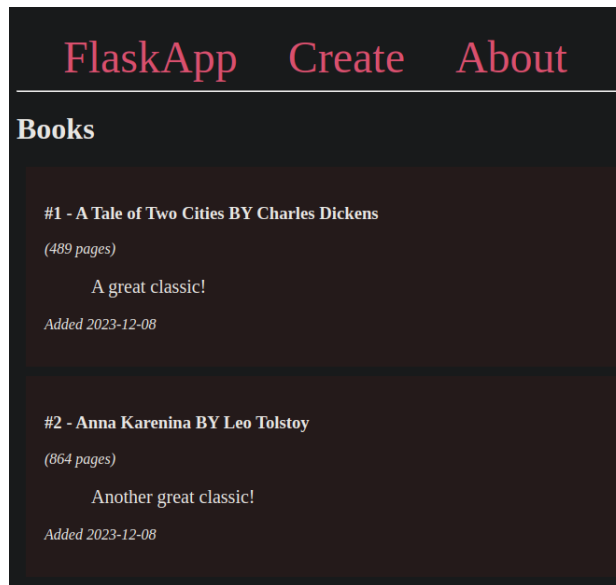 FlaskApp Create About
Books
#1 - A Tale of Two Cities BY Charles Dickens
(489 pages)
A great classic!
Added 2023-12-08
#2 - Anna Karenina BY Leo Tolstoy
(864 pages)
Another great classic!
Added 2023-12-08